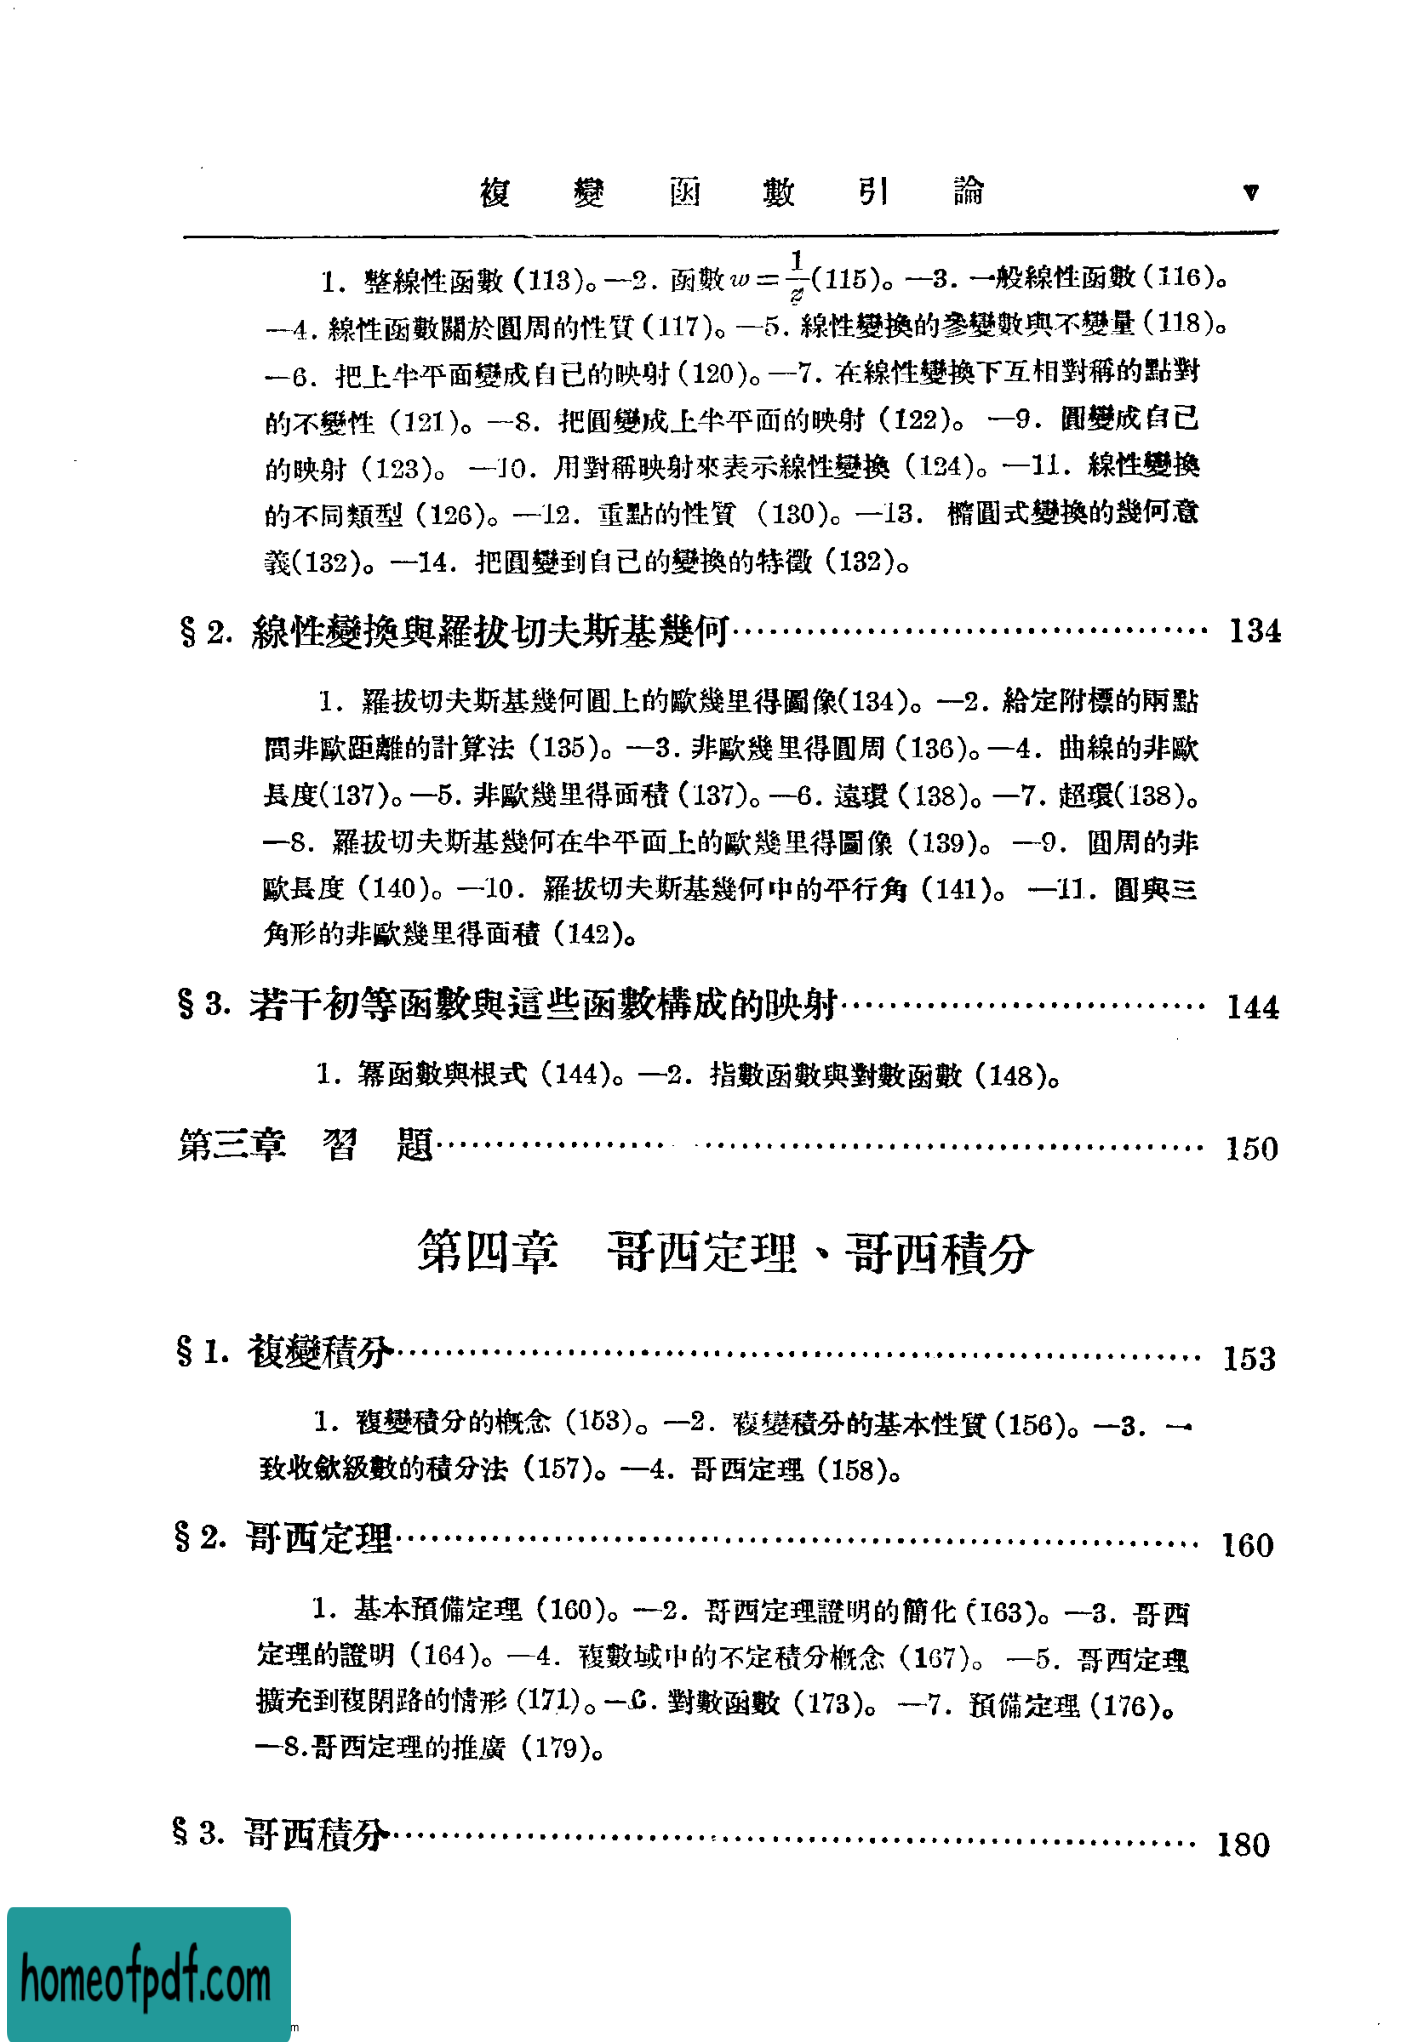 複變函數引論 v
1. 整線性函數(113)。—2. 函數 w = 1/z (115)。—3. 一般線性函數(116)。
—4. 線性函數關於圓周的性質(117)。—5. 線性變換的參變數與不變量(118)。
—6. 把上半平面變成自己的映射(120)。—7. 在線性變換下互相對稱的點對
的不變性(121)。—8. 把圓變成上半平面的映射(122)。—9. 圓變成自己
的映射(123)。—10. 用對稱映射來表示線性變換(124)。—11. 線性變換
的不同類型(126)。—12. 重點的性質(130)。—13. 橢圓式變換的幾何意
義(132)。—14. 把圓變到自己的變換的特徵(132)。
§2. 線性變換與羅拔切夫斯基幾何…………………………………… 134
1. 羅拔切夫斯基幾何圓上的歐幾里得圖像(134)。—2. 給定附標的兩點
間非歐距離的計算法(135)。—3. 非歐幾里得圓周(136)。—4. 曲線的非歐
長度(137)。—5. 非歐幾里得面積(137)。—6. 遠環(138)。—7. 超環(138)。
—8. 羅拔切夫斯基幾何在半平面上的歐幾里得圖像(139)。—9. 圓周的非
歐長度(140)。—10. 羅拔切夫斯基幾何中的平行角(141)。—11. 圓與三
角形的非歐幾里得面積(142)。
§3. 若干初等函數與這些函數構成的映射………………………… 144
1. 冪函數與根式(144)。—2. 指數函數與對數函數(148)。
第三章 習 題………………………………………………………… 150
第四章 哥西定理、哥西積分
§1. 複變積分…………………………………………………………… 153
1. 複變積分的概念(153)。—2. 複變積分的基本性質(156)。—3. 一
致收斂級數的積分法(157)。—4. 哥西定理(158)。
§2. 哥西定理…………………………………………………………… 160
1. 基本預備定理(160)。—2. 哥西定理證明的簡化(163)。—3. 哥西
定理的證明(164)。—4. 複數域中的不定積分概念(167)。—5. 哥西定理
擴充到複閉路的情形(171)。—6. 對數函數(173)。—7. 預備定理(176)。
—8.哥西定理的推廣(179)。
§3. 哥西積分…………………………………………………………… 180
homeofpdf.com
m